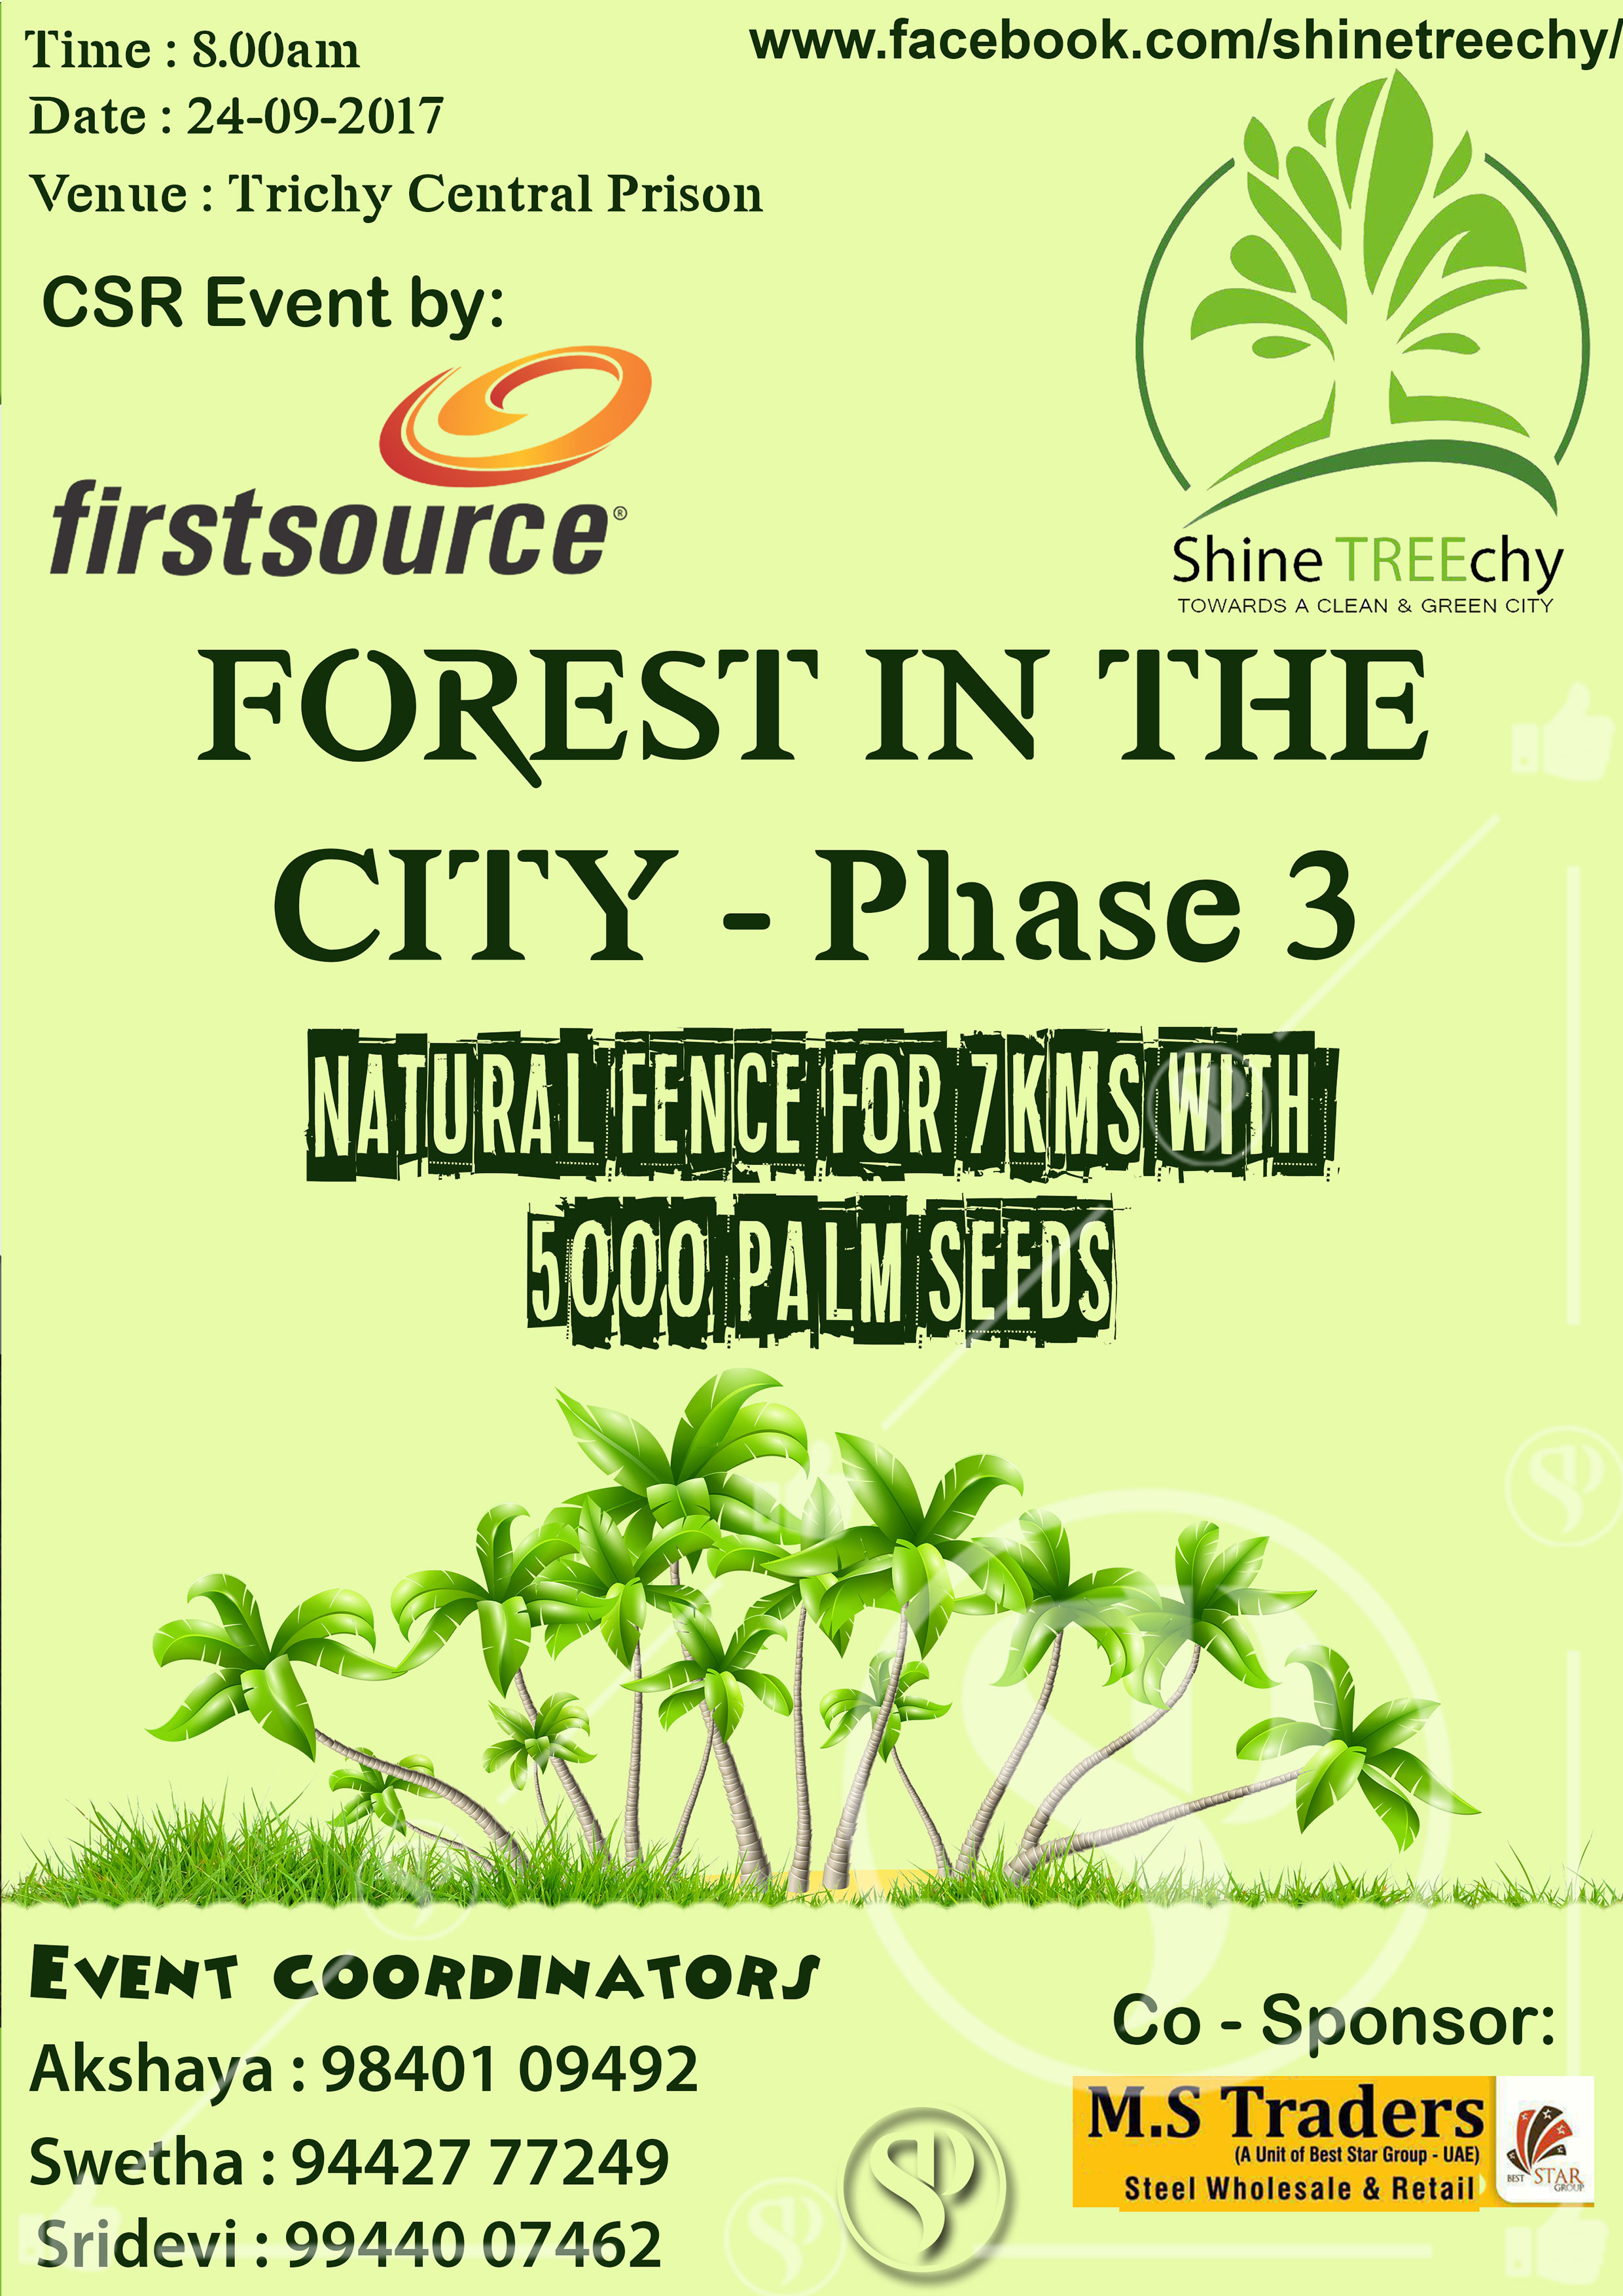 Time : 8.00am
www.facebook.com/shinetreechy/
Date : 24-09-2017
Venue : Trichy Central Prison
CSR Event by:
firstsource®
Shine TREEchy
TOWARDS A CLEAN & GREEN CITY
FOREST IN THE
CITY - Phase 3
NATURAL FENCE FOR 7KMS WITH
5000 PALM SEEDS
EVENT COORDINATORS
Akshaya : 98401 09492
Swetha : 94427 77249
Sridevi : 99440 07462
Co - Sponsor:
M.S Traders
(A Unit of Best Star Group - UAE)
Steel Wholesale & Retail
BEST STAR
GROUP